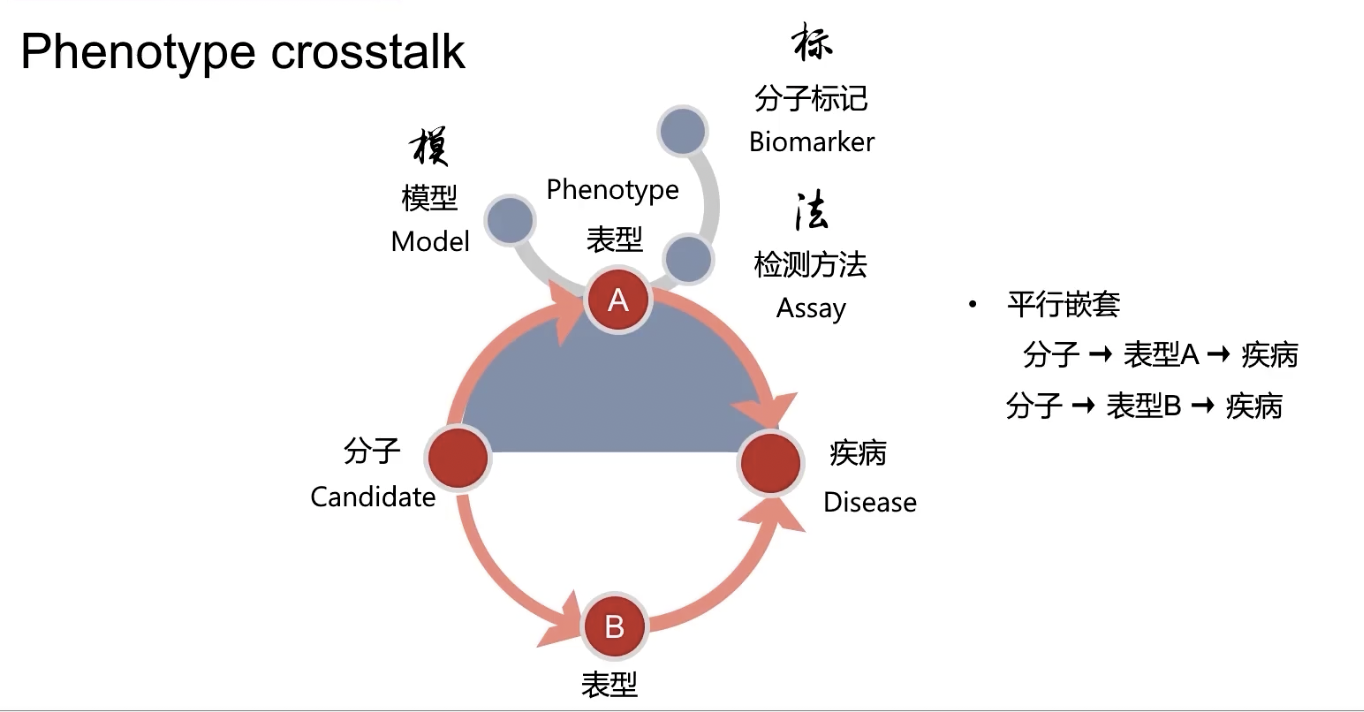 Phenotype crosstalk
标
分子标记
Biomarker
模
模型
Model
Phenotype
表型
法
检测方法
Assay
A
分子
Candidate
疾病
Disease
B
表型
• 平行嵌套
分子 → 表型A → 疾病
分子 → 表型B → 疾病